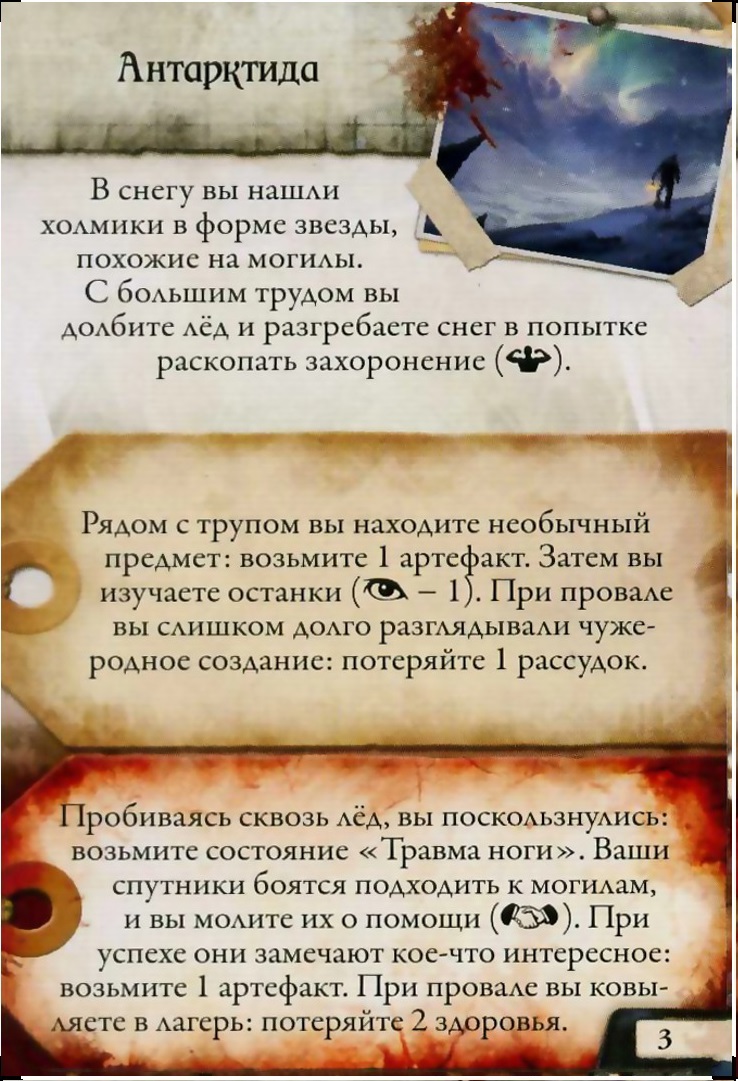 Антарктида
В снегу вы нашли
холмики в форме звезды,
похожие на могилы.
С большим трудом вы
долбите лёд и разгребаете снег в попытке
раскопать захоронение ( ).
Рядом с трупом вы находите необычный
предмет: возьмите 1 артефакт. Затем вы
изучаете останки ( – 1). При провале
вы слишком долго разглядывали чуже-
родное создание: потеряйте 1 рассудок.
Пробиваясь сквозь лёд, вы поскользнулись:
возьмите состояние «Травма ноги». Ваши
спутники боятся подходить к могилам,
и вы молите их о помощи ( ). При
успехе они замечают кое-что интересное:
возьмите 1 артефакт. При провале вы ковы-
ляете в лагерь: потеряйте 2 здоровья.
3